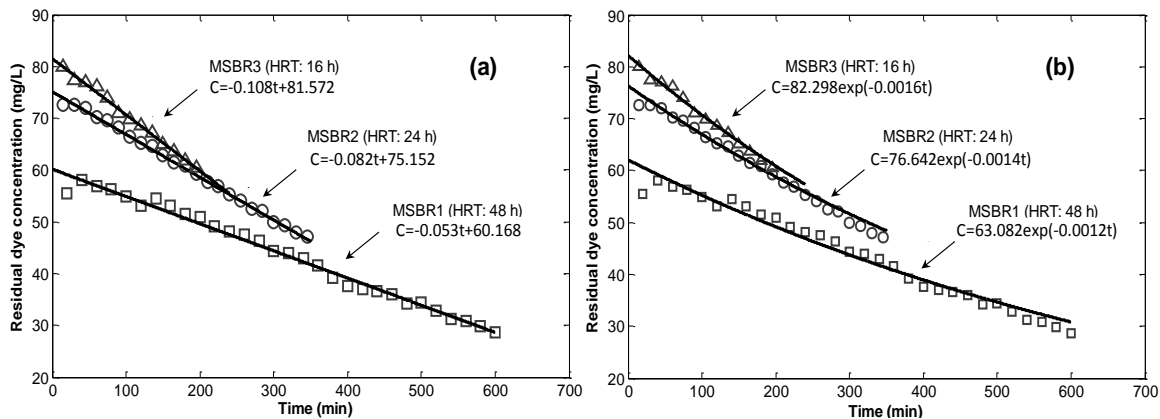 90
80
70
60
50
40
30
20
0 100 200 300 400 500 600 700
Residual dye concentration (mg/L)
Time (min)
(a)
MSBR3 (HRT: 16 h)
C=-0.108t+81.572
MSBR2 (HRT: 24 h)
C=-0.082t+75.152
MSBR1 (HRT: 48 h)
C=-0.053t+60.168
90
80
70
60
50
40
30
20
0 100 200 300 400 500 600 700
Residual dye concentration (mg/L)
Time (min)
(b)
MSBR3 (HRT: 16 h)
C=82.298exp(-0.0016t)
MSBR2 (HRT: 24 h)
C=76.642exp(-0.0014t)
MSBR1 (HRT: 48 h)
C=63.082exp(-0.0012t)